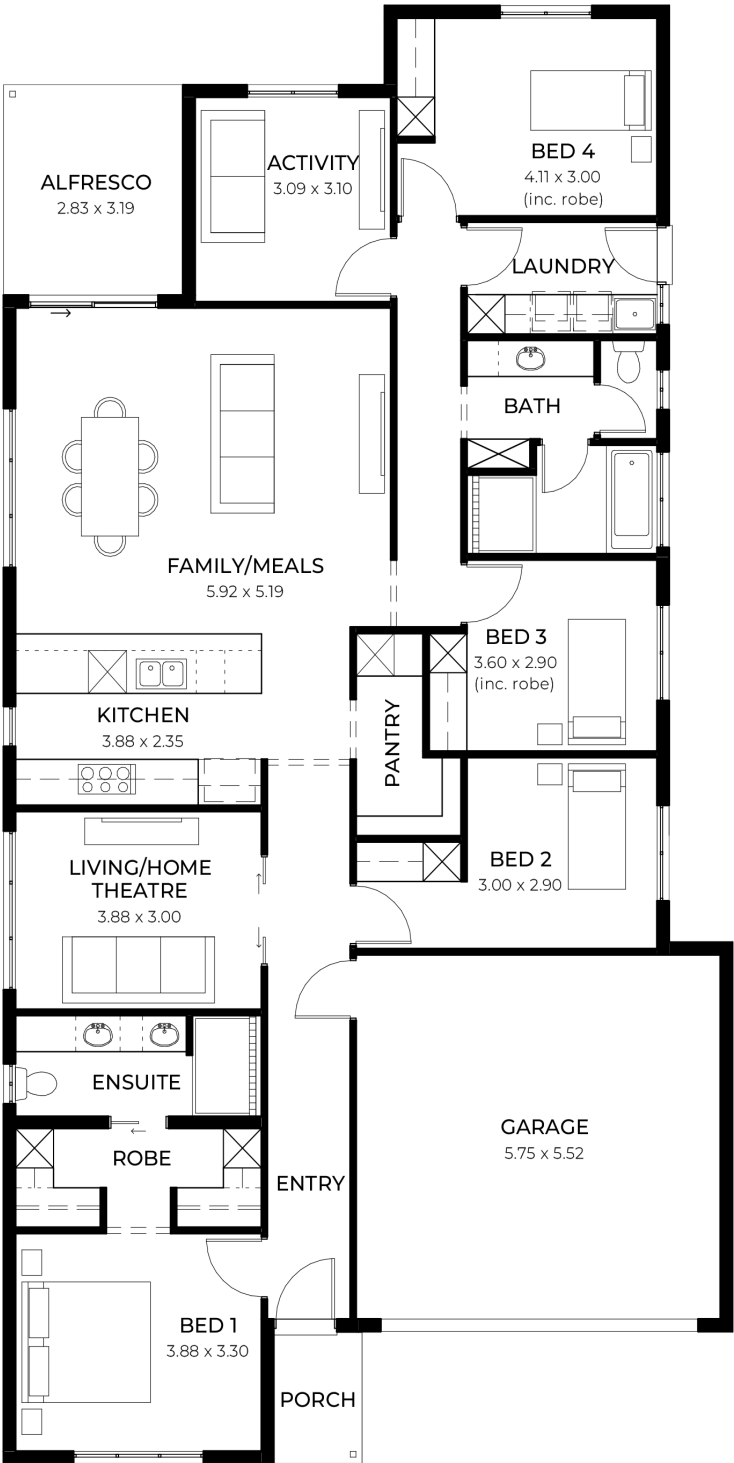 BED 4
4.11 x 3.00
(inc. robe)
ACTIVITY
3.09 x 3.10
ALFRESCO
2.83 x 3.19
LAUNDRY
BATH
FAMILY/MEALS
5.92 x 5.19
BED 3
3.60 x 2.90
(inc. robe)
KITCHEN
3.88 x 2.35
PANTRY
LIVING/HOME
THEATRE
3.88 x 3.00
BED 2
3.00 x 2.90
ENSUITE
GARAGE
5.75 x 5.52
ROBE
ENTRY
BED 1
3.88 x 3.30
PORCH